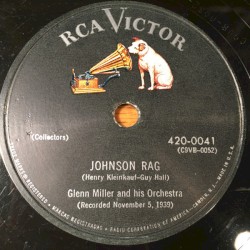 RCA VICTOR
(Collectors)
420-0041
(C9VB-0052)
JOHNSON RAG
(Henry Kleinkauf-Guy Hall)
Glenn Miller and his Orchestra
(Recorded November 5, 1939)